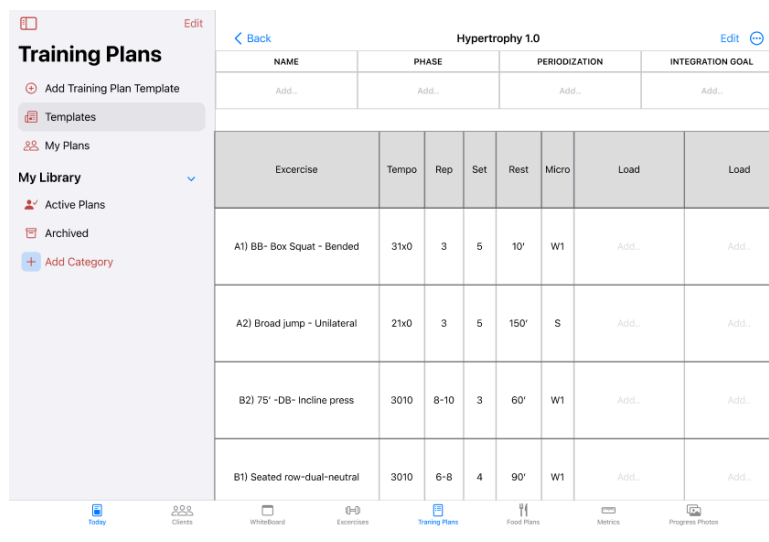 Edit
Training Plans
Add Training Plan Template
Templates
My Plans
My Library
Active Plans
Archived
Add Category
Back Hypertrophy 1.0 Edit
NAME PHASE PERIODIZATION INTEGRATION GOAL
Add.. Add.. Add.. Add..
Excercise Tempo Rep Set Rest Micro Load Load
A1) BB- Box Squat - Bended 31x0 3 5 10’ W1 Add.. Add..
A2) Broad jump - Unilateral 21x0 3 5 150’ S Add.. Add..
B2) 75’ -DB- Incline press 3010 8-10 3 60’ W1 Add.. Add..
B1) Seated row-dual-neutral 3010 6-8 4 90’ W1 Add.. Add..
Today Clients WhiteBoard Excercises Traning Plans Food Plans Metrics Progress Photos